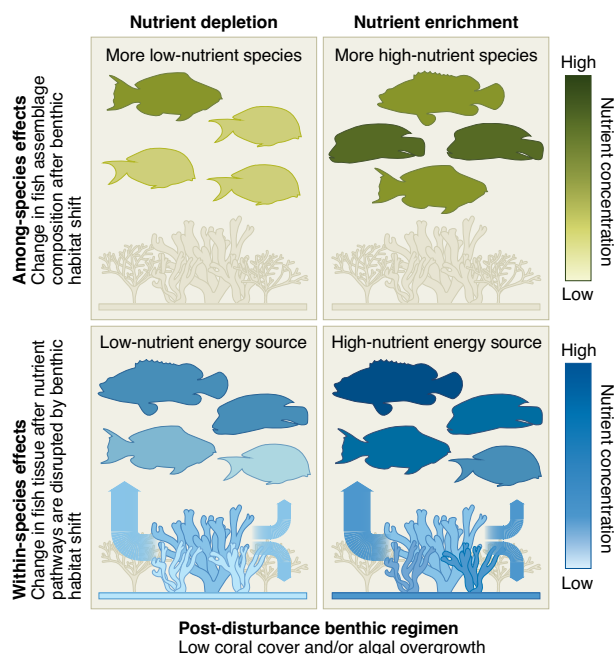 Nutrient depletion
Nutrient enrichment
Among-species effects
Change in fish assemblage
composition after benthic
habitat shift
More low-nutrient species
More high-nutrient species
High
Nutrient concentration
Low
Within-species effects
Change in fish tissue after nutrient
pathways are disrupted by benthic
habitat shift
Low-nutrient energy source
High-nutrient energy source
High
Nutrient concentration
Low
Post-disturbance benthic regimen
Low coral cover and/or algal overgrowth